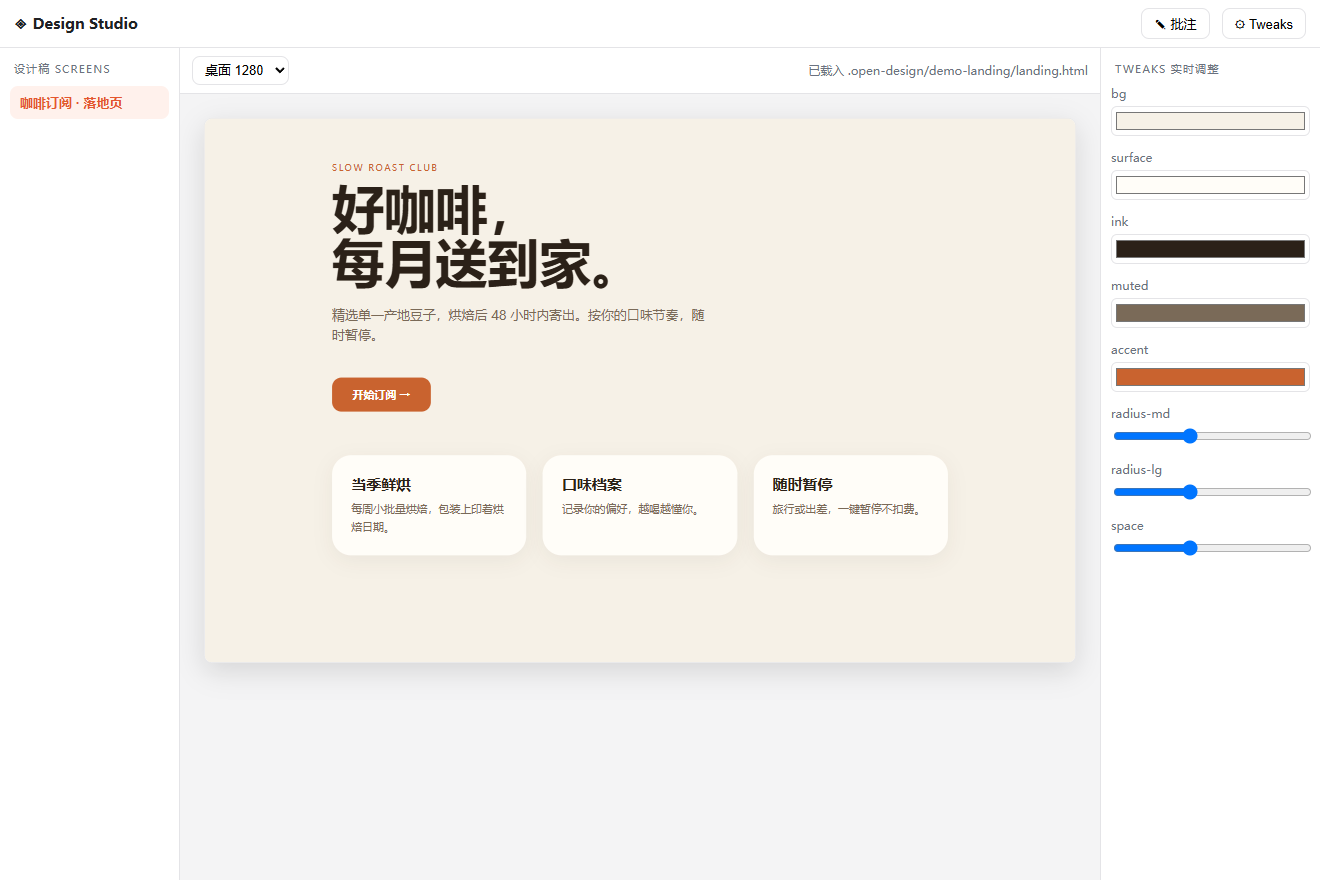 ◈ Design Studio
✎ 批注
⚙ Tweaks
设计稿 SCREENS
咖啡订阅 · 落地页
桌面 1280
已载入 .open-design/demo-landing/landing.html
SLOW ROAST CLUB
好咖啡，
每月送到家。
精选单一产地豆子，烘焙后 48 小时内寄出。按你的口味节奏，随
时暂停。
开始订阅 →
当季鲜烘
每周小批量烘焙，包装上印着烘
焙日期。
口味档案
记录你的偏好，越喝越懂你。
随时暂停
旅行或出差，一键暂停不扣费。
TWEAKS 实时调整
bg
surface
ink
muted
accent
radius-md
radius-lg
space